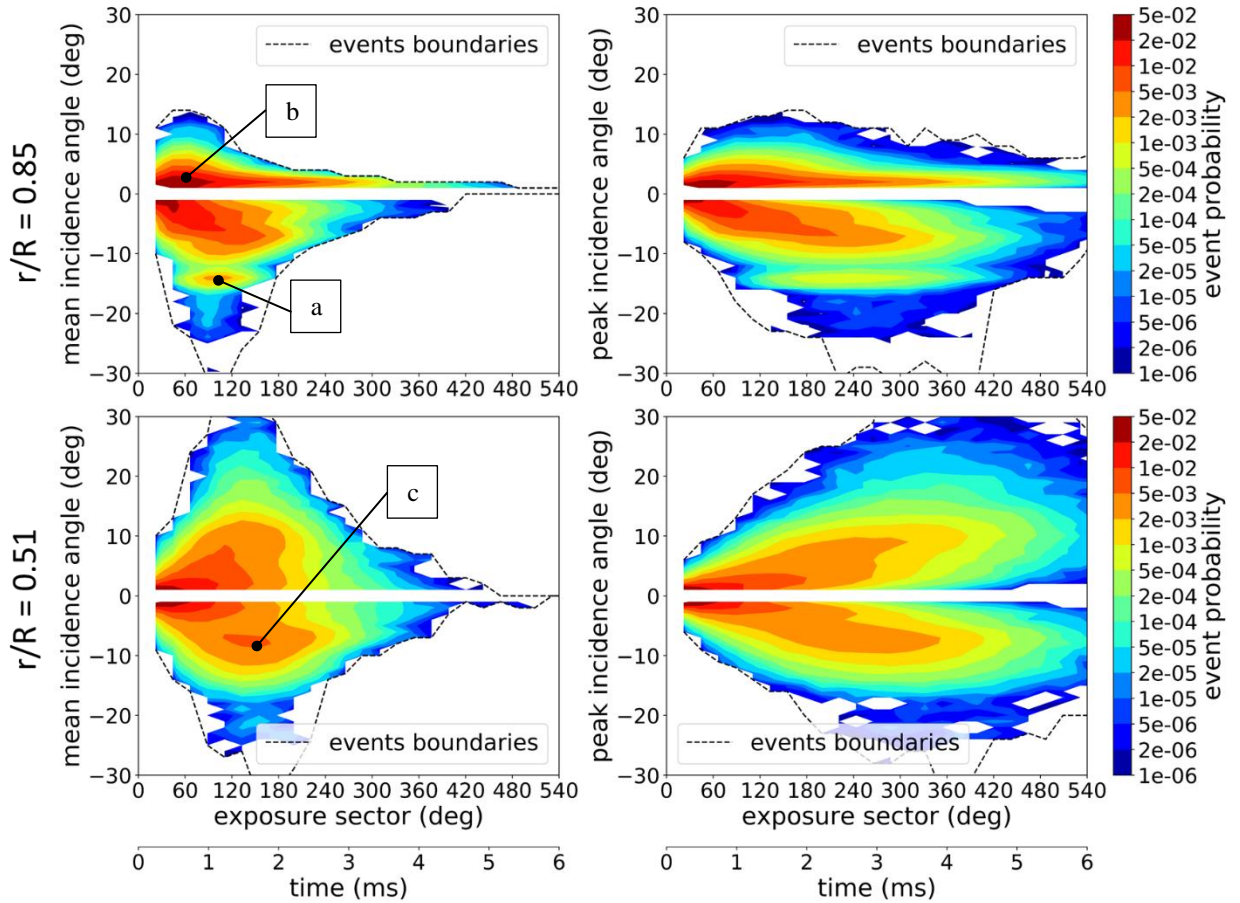 r/R = 0.85
mean incidence angle (deg)
30
20
10
0
−10
−20
−30
events boundaries
b
a
0 60 120 180 240 300 360 420 480 540
peak incidence angle (deg)
30
20
10
0
−10
−20
−30
events boundaries
0 60 120 180 240 300 360 420 480 540
5e-02
2e-02
1e-02
5e-03
2e-03
1e-03
5e-04
2e-04
1e-04
5e-05
2e-05
1e-05
5e-06
2e-06
1e-06
event probability
r/R = 0.51
mean incidence angle (deg)
30
20
10
0
−10
−20
−30
c
events boundaries
0 60 120 180 240 300 360 420 480 540
exposure sector (deg)
0 1 2 3 4 5 6
time (ms)
peak incidence angle (deg)
30
20
10
0
−10
−20
−30
events boundaries
0 60 120 180 240 300 360 420 480 540
exposure sector (deg)
0 1 2 3 4 5 6
time (ms)
5e-02
2e-02
1e-02
5e-03
2e-03
1e-03
5e-04
2e-04
1e-04
5e-05
2e-05
1e-05
5e-06
2e-06
1e-06
event probability